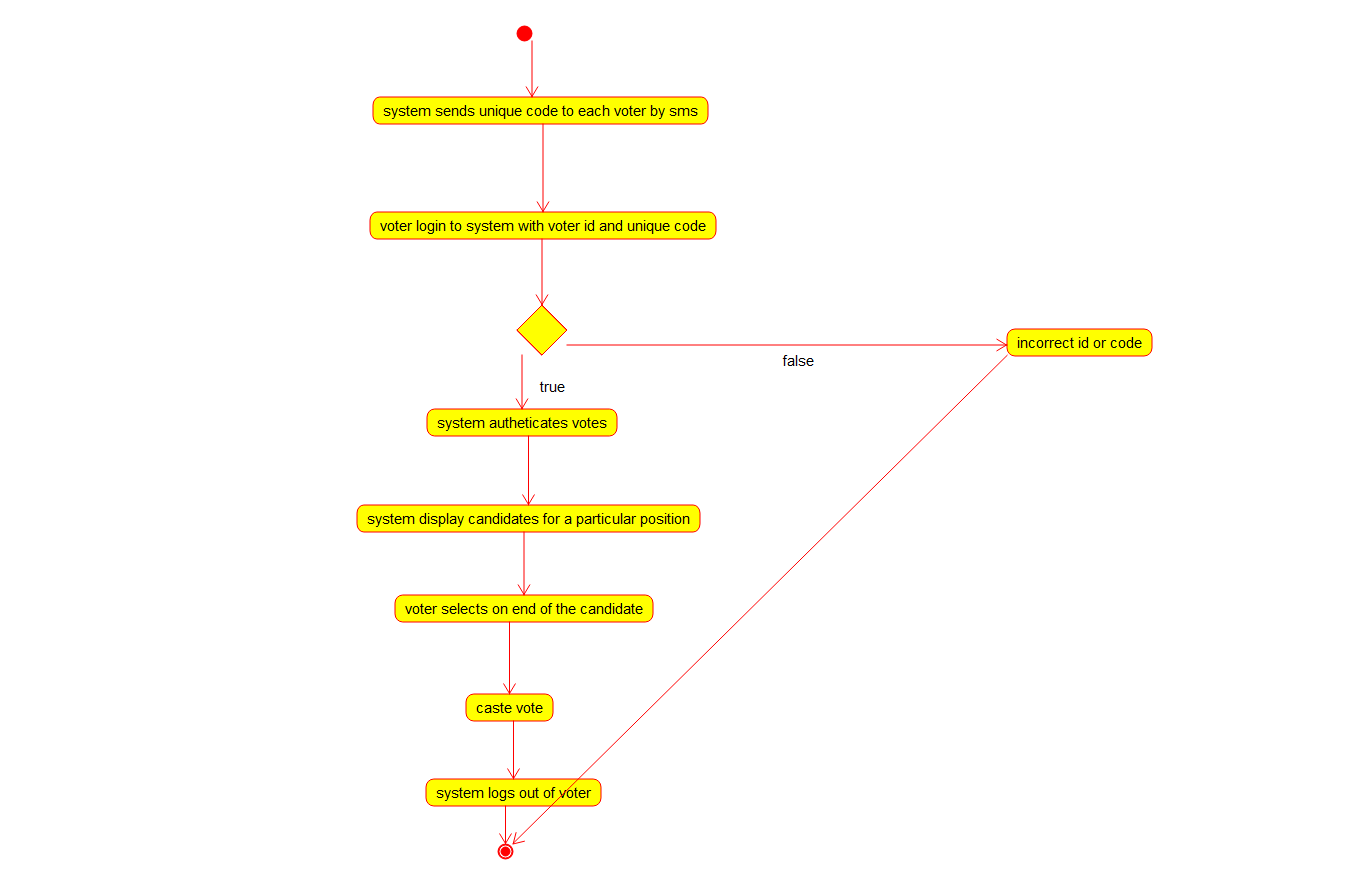 system sends unique code to each voter by sms
voter login to system with voter id and unique code
incorrect id or code
false
true
system autheticates votes
system display candidates for a particular position
voter selects on end of the candidate
caste vote
system logs out of voter